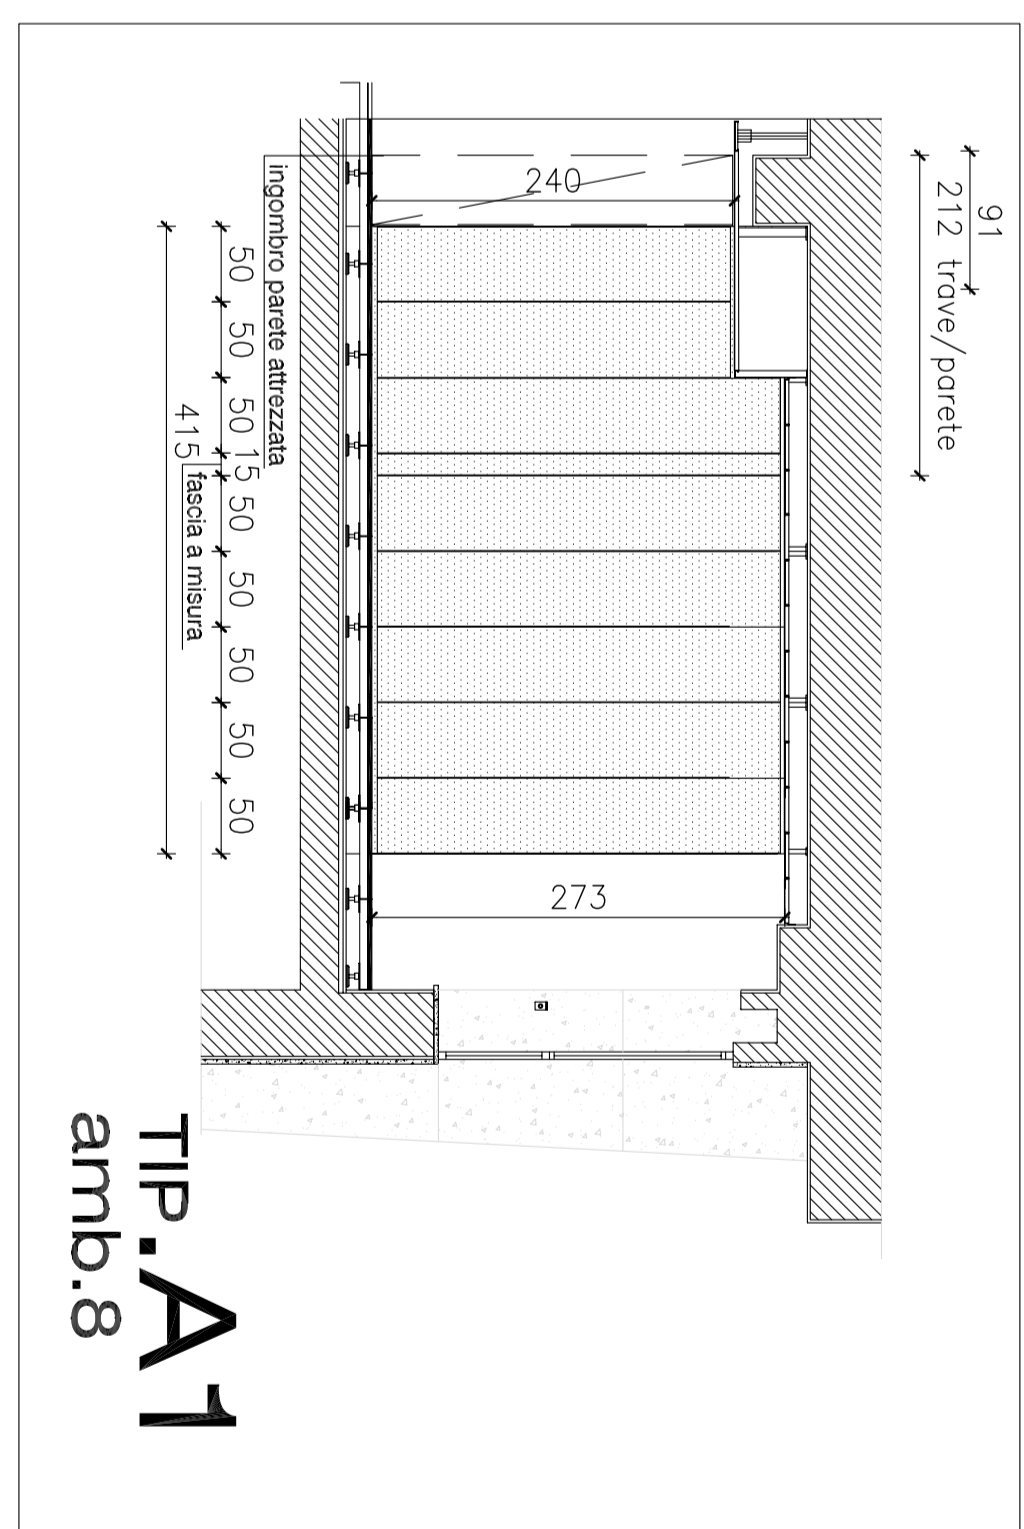 91
212 trave/parete
240
273
ingombro parete attrezzata
50 50 50 15 50 50 50 50 50
415 fascia a misura
TIP.A1
amb.8